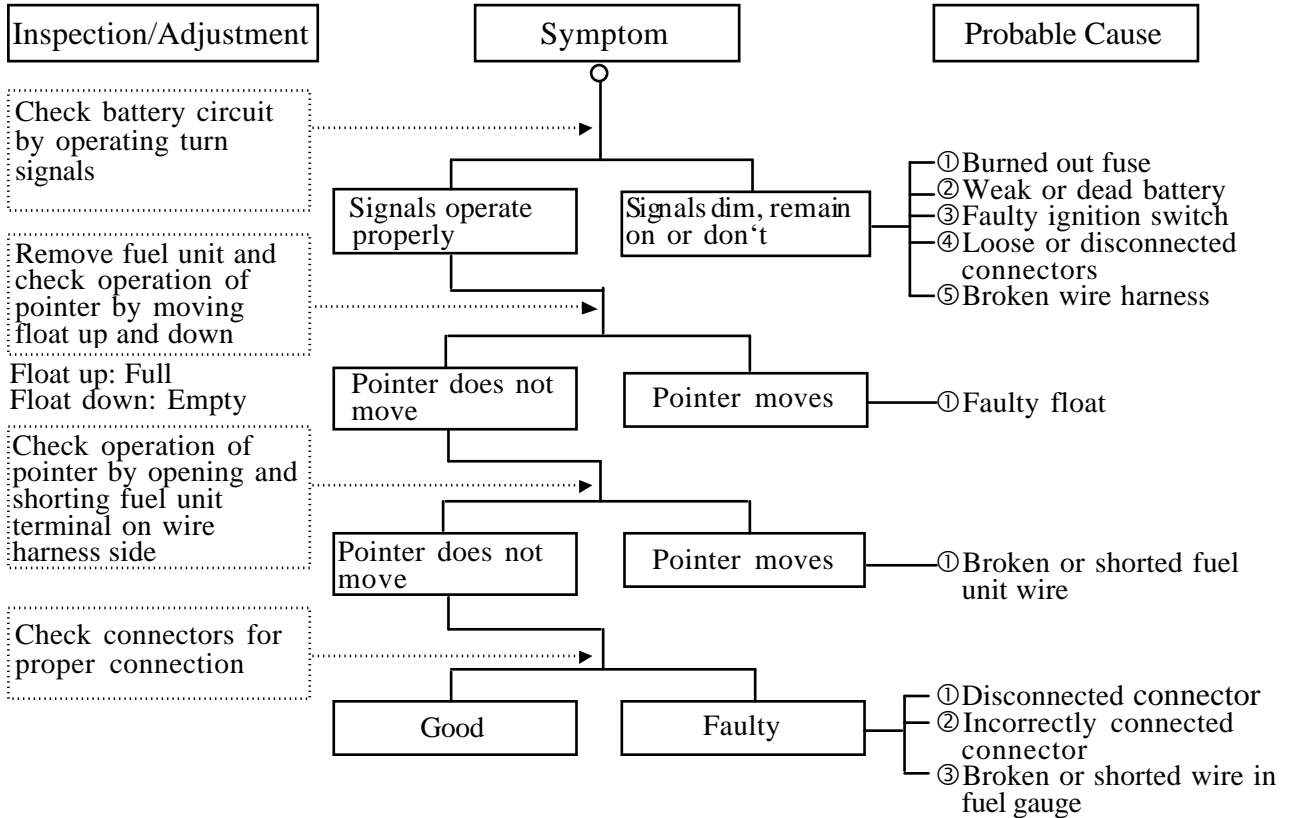 Inspection/Adjustment
Symptom
Probable Cause
Check battery circuit
by operating turn
signals
Signals operate
properly
Signals dim, remain
on or don‘t
①Burned out fuse
②Weak or dead battery
③Faulty ignition switch
④Loose or disconnected
connectors
⑤Broken wire harness
Remove fuel unit and
check operation of
pointer by moving
float up and down
Float up: Full
Float down: Empty
Pointer does not
move
Pointer moves
①Faulty float
Check operation of
pointer by opening and
shorting fuel unit
terminal on wire
harness side
Pointer does not
move
Pointer moves
①Broken or shorted fuel
unit wire
Check connectors for
proper connection
Good
Faulty
①Disconnected connector
②Incorrectly connected
connector
③Broken or shorted wire in
fuel gauge